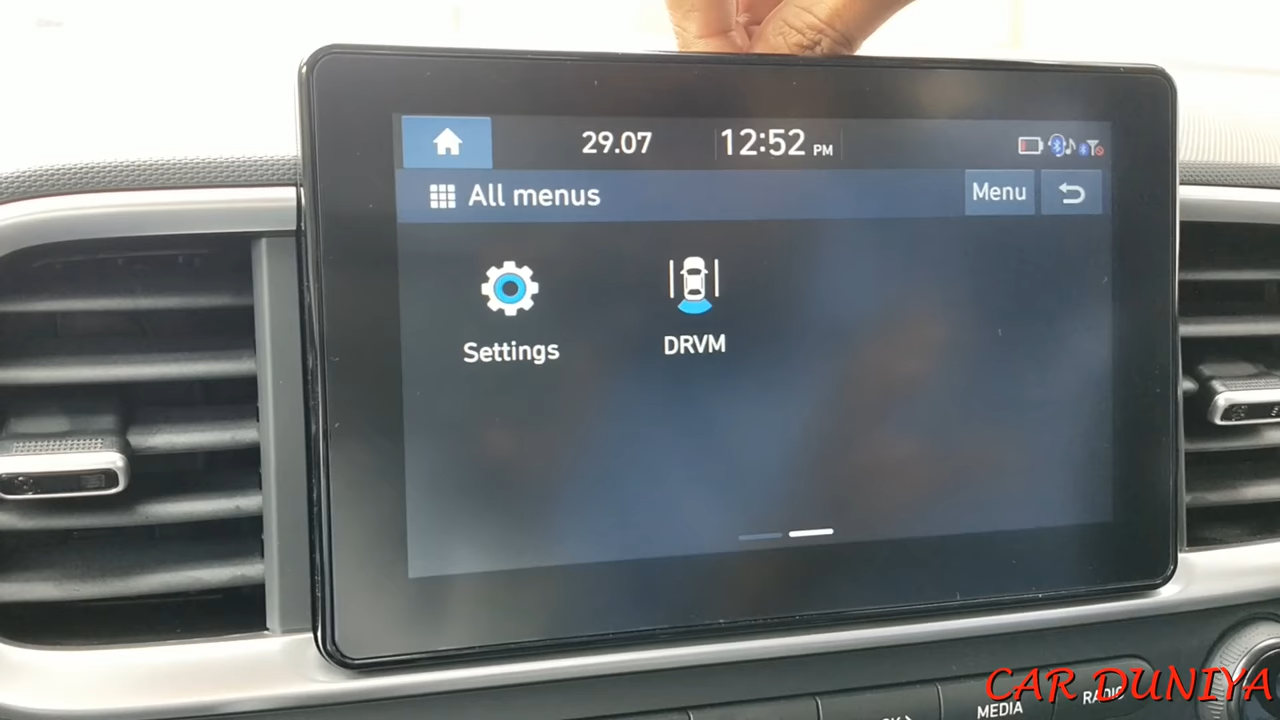 29.07
12:52 PM
All menus
Menu
Settings
DRVM
MEDIA
RADIO
CAR DUNIYA